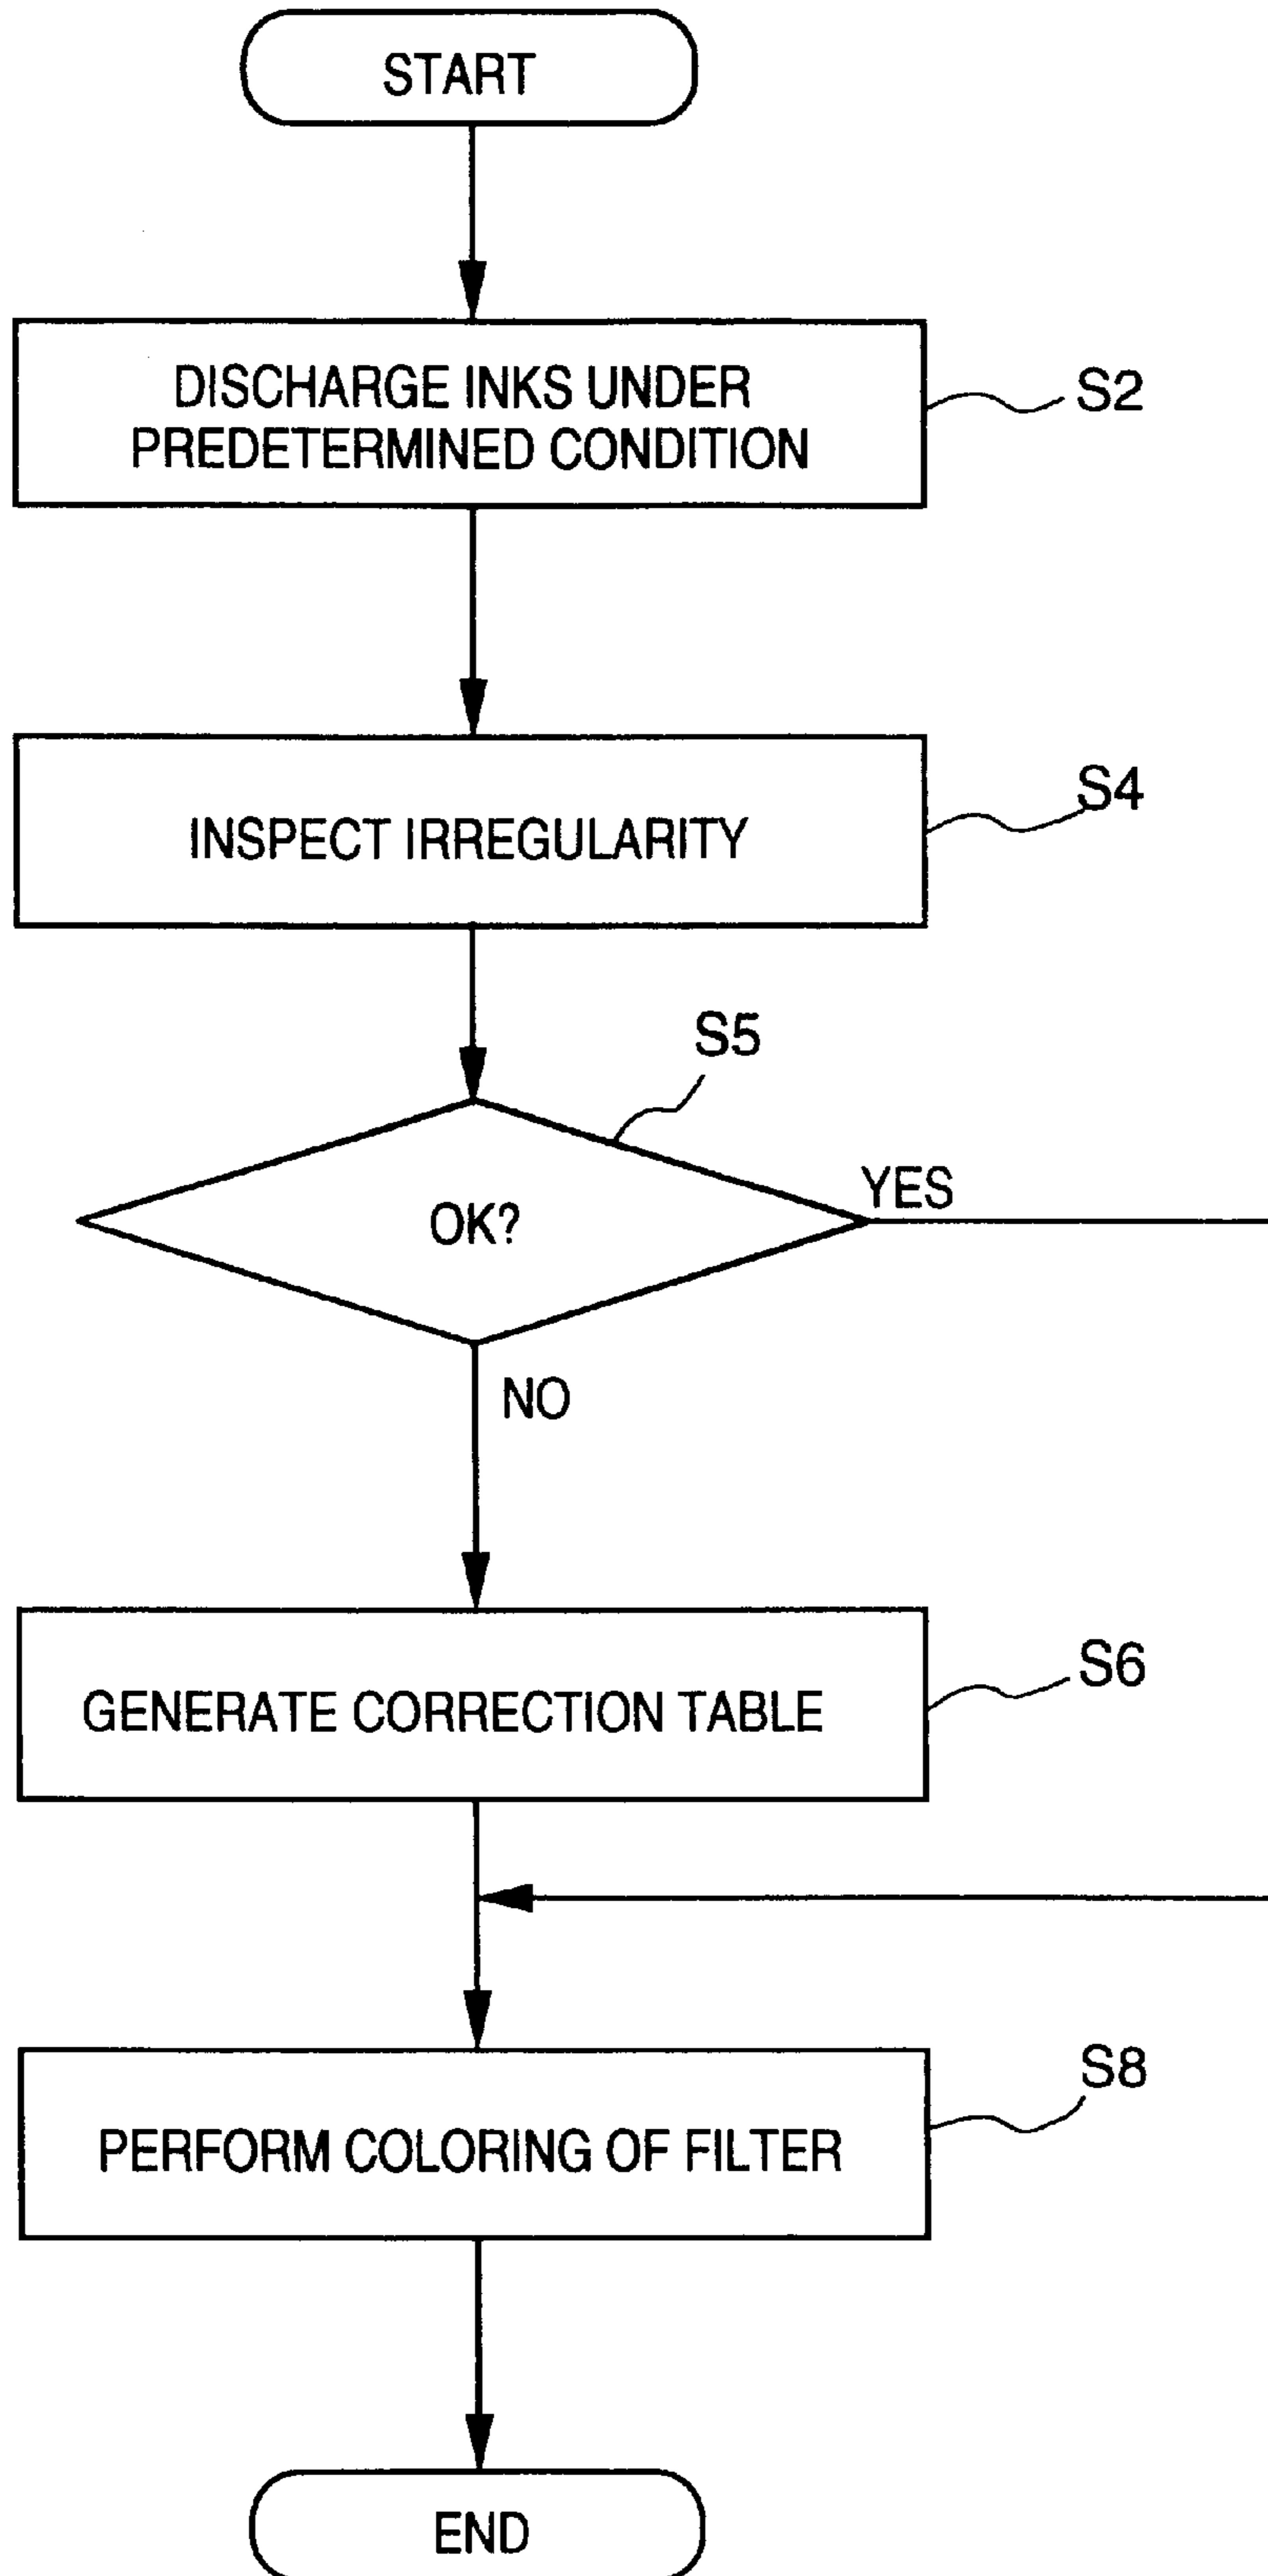 START
DISCHARGE INKS UNDER
PREDETERMINED CONDITION
S2
INSPECT IRREGULARITY
S4
S5
OK?
YES
NO
GENERATE CORRECTION TABLE
S6
PERFORM COLORING OF FILTER
S8
END